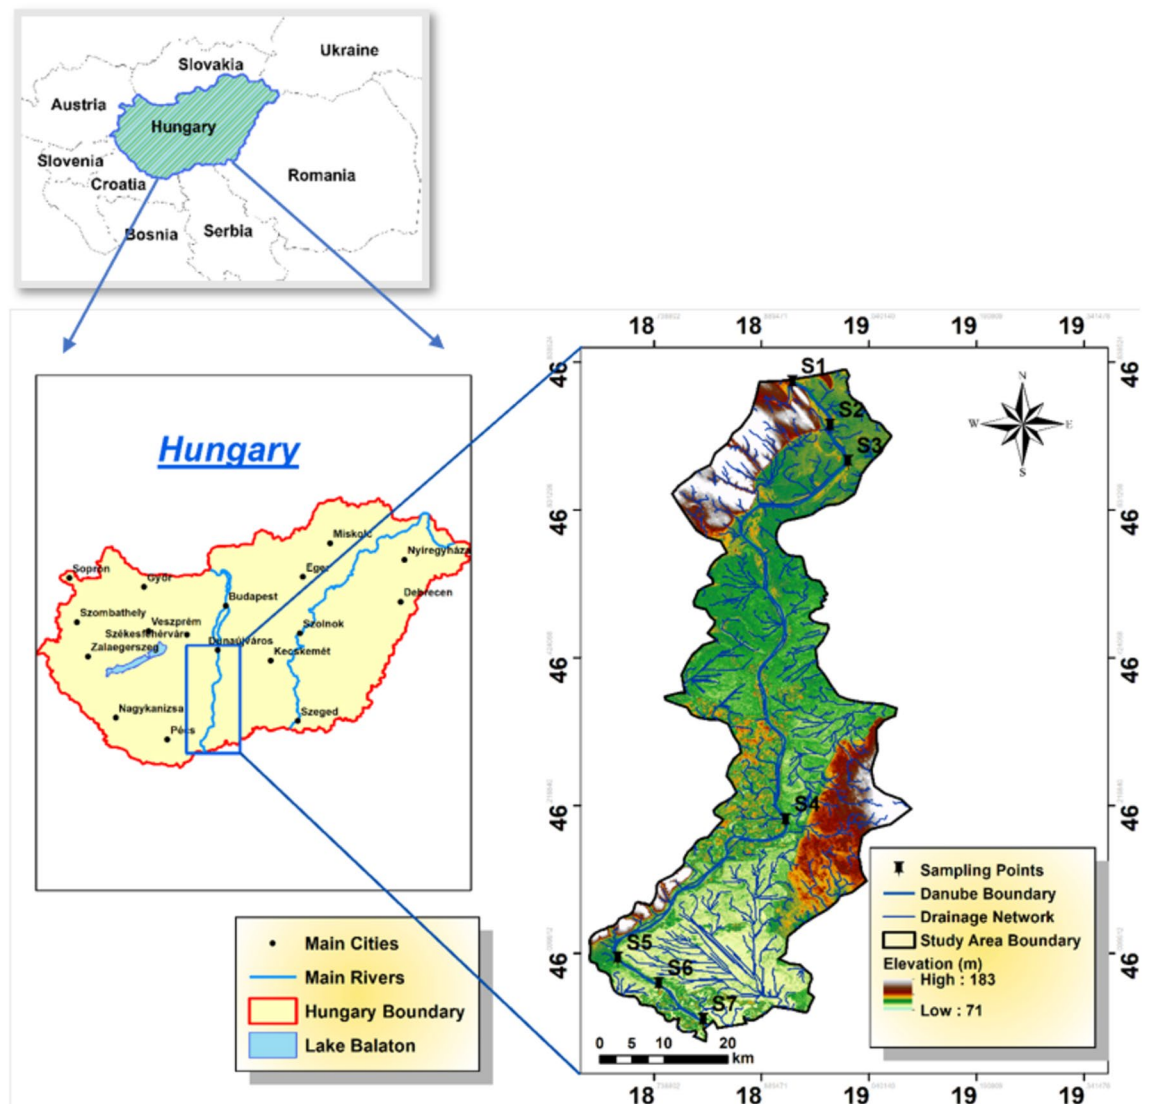 Ukraine
Slovakia
Austria
Hungary
Slovenia
Croatia
Romania
Bosnia
Serbia
Hungary
Miskolc
Nyiregyháza
Sopron
Győr
Eger
Debrecen
Budapest
Szombathely
Veszprém
Székesfehérvár
Szolnok
Dunaújváros
Zalaegerszeg
Kecskemét
Nagykanizsa
Szeged
Pécs
Main Cities
Main Rivers
Hungary Boundary
Lake Balaton
18 18 19 19 19
46 46
46 46
46 46
46 46
46 46
N
W E
S
S1
S2
S3
S4
S5
S6
S7
Sampling Points
Danube Boundary
Drainage Network
Study Area Boundary
Elevation (m)
High : 183
Low : 71
0 5 10 20
km
18 18 19 19 19